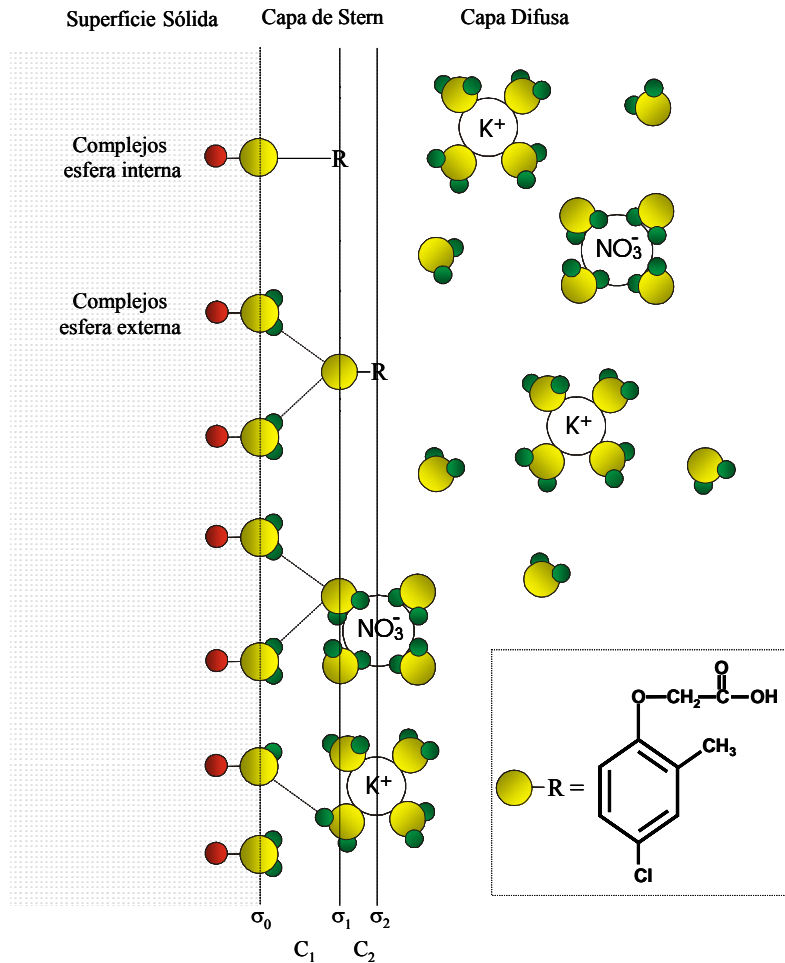 Superficie Sólida
Capa de Stern
Capa Difusa
Complejos
esfera interna
R
K+
NO3-
Complejos
esfera externa
R
K+
NO3-
K+
O
O—CH2—C—OH
CH3
—R =
Cl
σ0
σ1
σ2
C1
C2